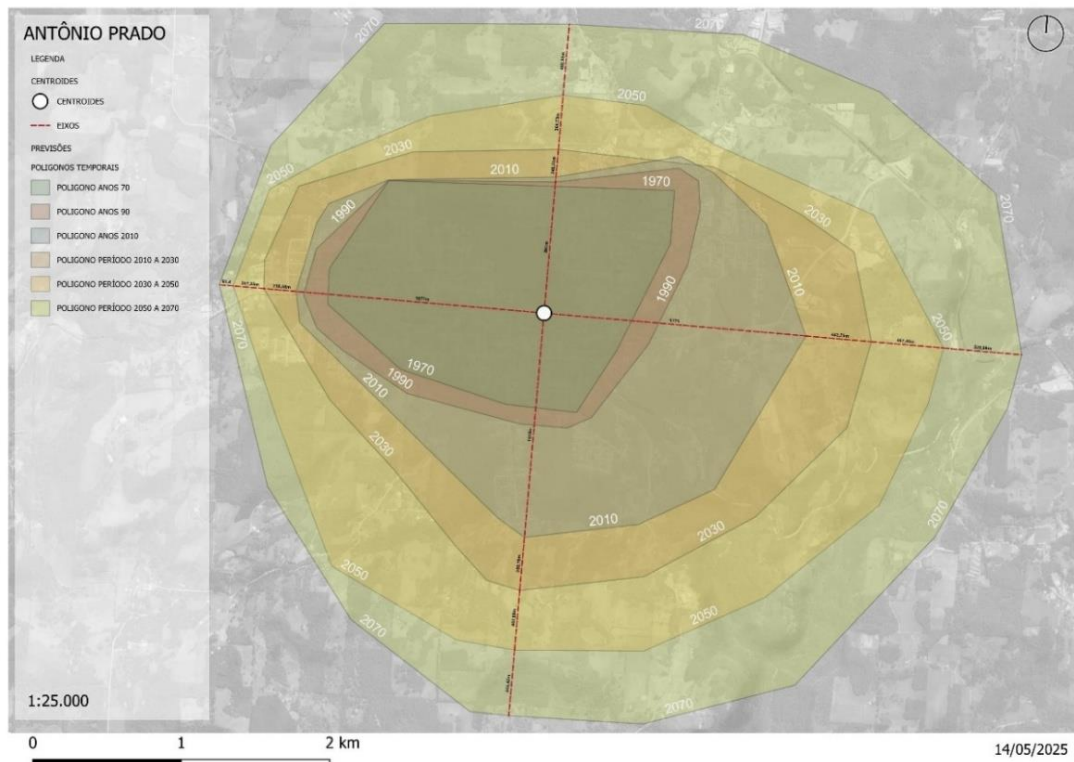 ANTÔNIO PRADO
LEGENDA
CENTROIDES
CENTROIDES
EIXOS
PREVISÕES
POLIGONOS TEMPORAIS
POLIGONO ANOS 70
POLIGONO ANOS 90
POLIGONO ANOS 2010
POLIGONO PERÍODO 2010 A 2030
POLIGONO PERÍODO 2030 A 2050
POLIGONO PERÍODO 2050 A 2070
1:25.000
2070
2070
2050
2050
2030
2010
1970
1990
2030
2070
1990
2010
2050
2070
1970
1990
2010
2030
2010
2030
2050
2070
2050
2070
2070
0 1 2 km
14/05/2025